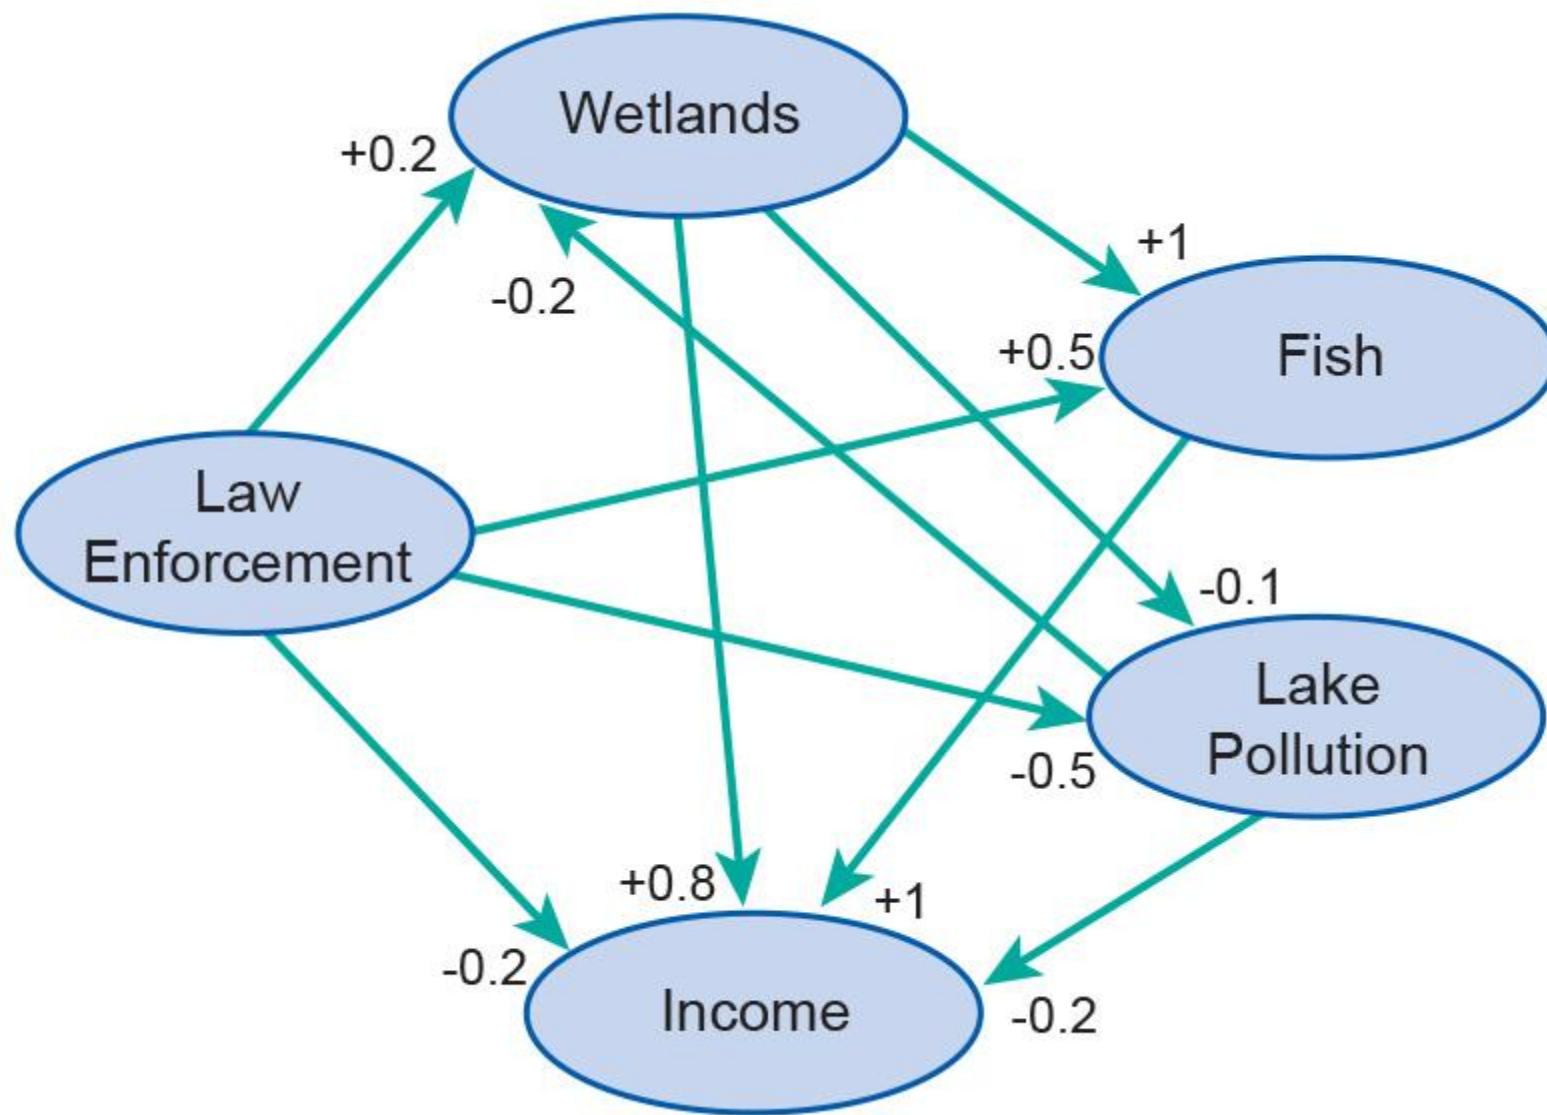 Wetlands
+0.2
+1
-0.2
+0.5
Fish
Law
Enforcement
-0.1
Lake
Pollution
-0.5
+0.8
+1
-0.2
Income
-0.2